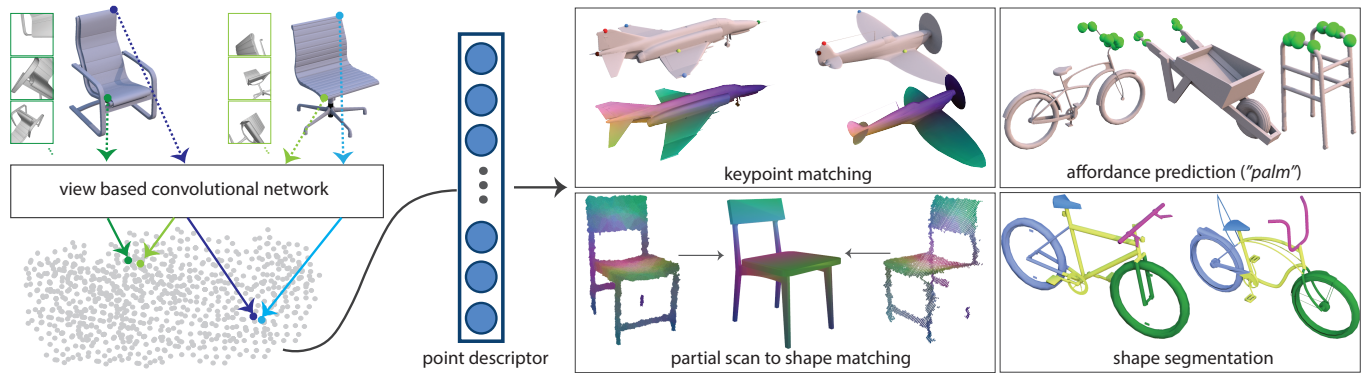 view based convolutional network
point descriptor
keypoint matching
affordance prediction ("palm")
partial scan to shape matching
shape segmentation